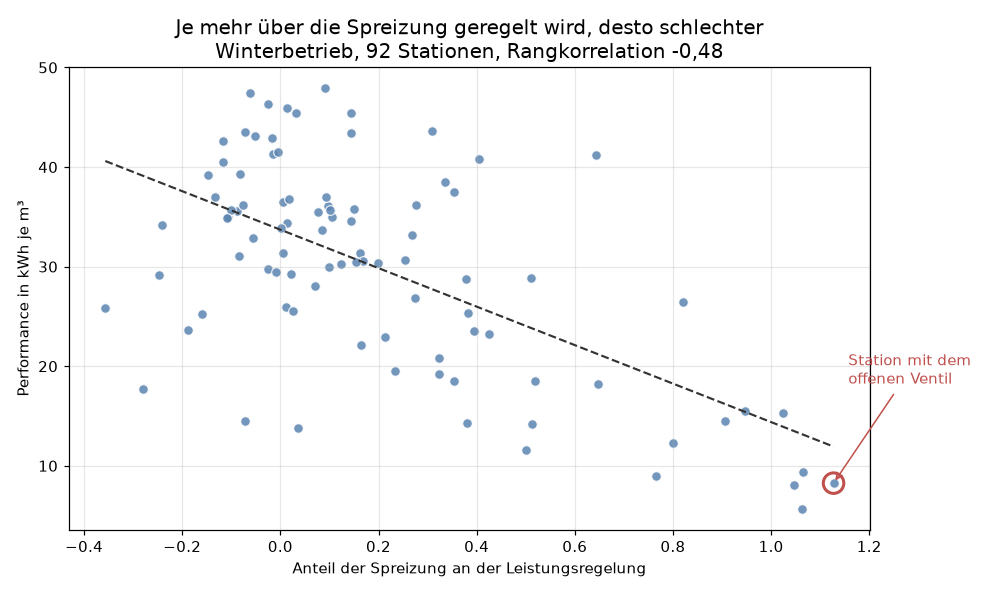 Je mehr über die Spreizung geregelt wird, desto schlechter
Winterbetrieb, 92 Stationen, Rangkorrelation -0,48
Performance in kWh je m³
50
40
30
20
10
Station mit dem
offenen Ventil
−0.4 −0.2 0.0 0.2 0.4 0.6 0.8 1.0 1.2
Anteil der Spreizung an der Leistungsregelung